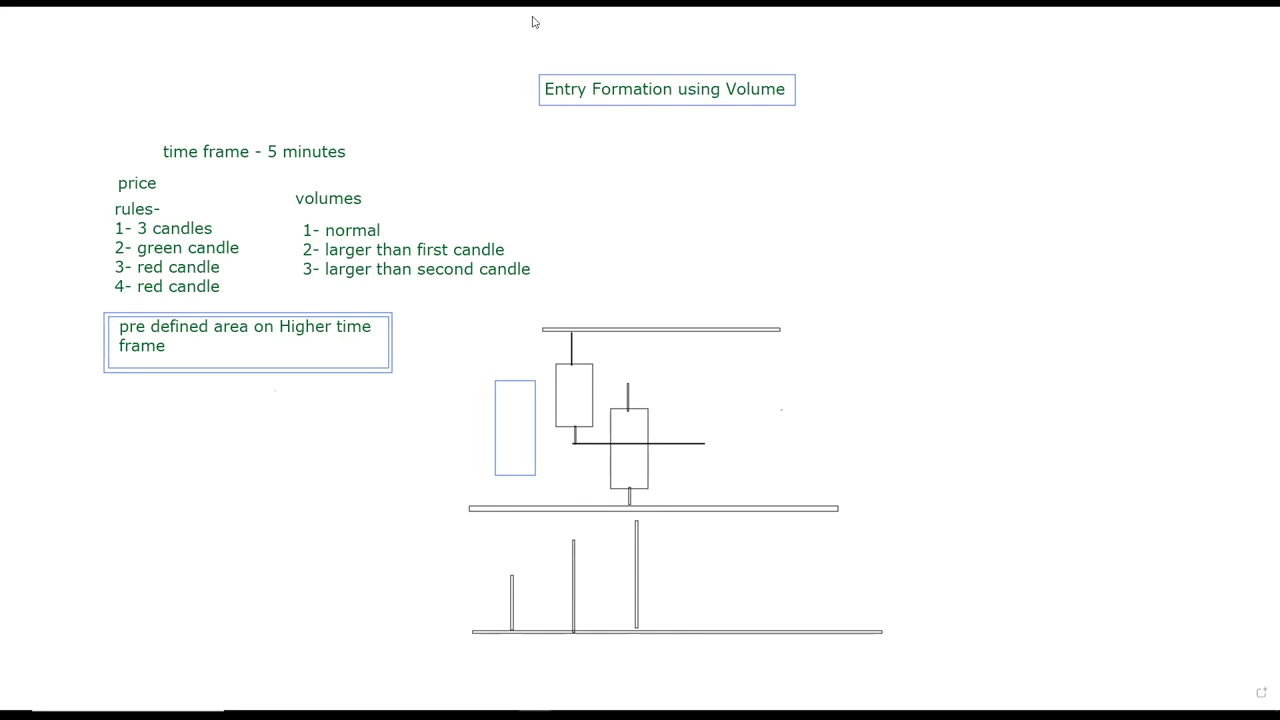 Entry Formation using Volume
time frame - 5 minutes
price
rules-
1- 3 candles
2- green candle
3- red candle
4- red candle
volumes
1- normal
2- larger than first candle
3- larger than second candle
pre defined area on Higher time
frame